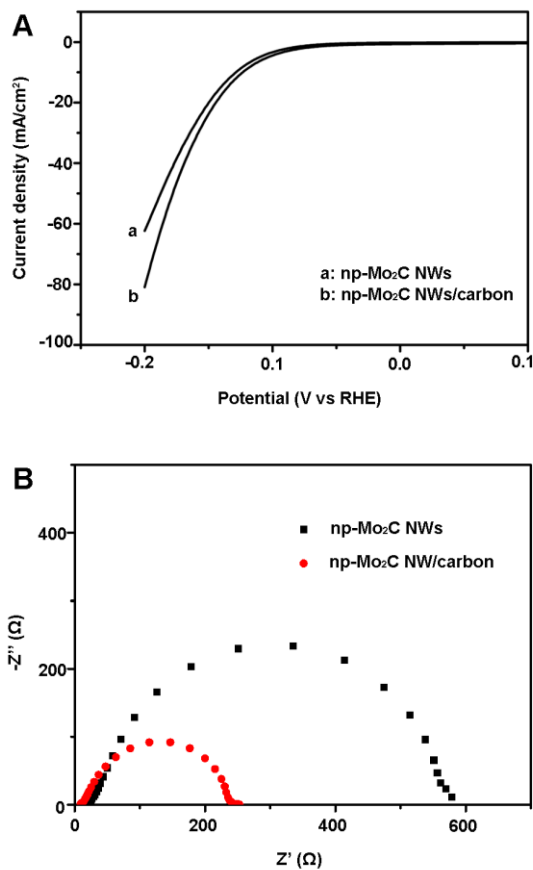 A
0
-20
-40
-60
-80
-100
Current density (mA/cm²)
a
b
a: np-Mo₂C NWs
b: np-Mo₂C NWs/carbon
-0.2
0.1
0.0
0.1
Potential (V vs RHE)
B
400
200
0
-Z'' (Ω)
np-Mo₂C NWs
np-Mo₂C NW/carbon
0
200
400
600
Z' (Ω)